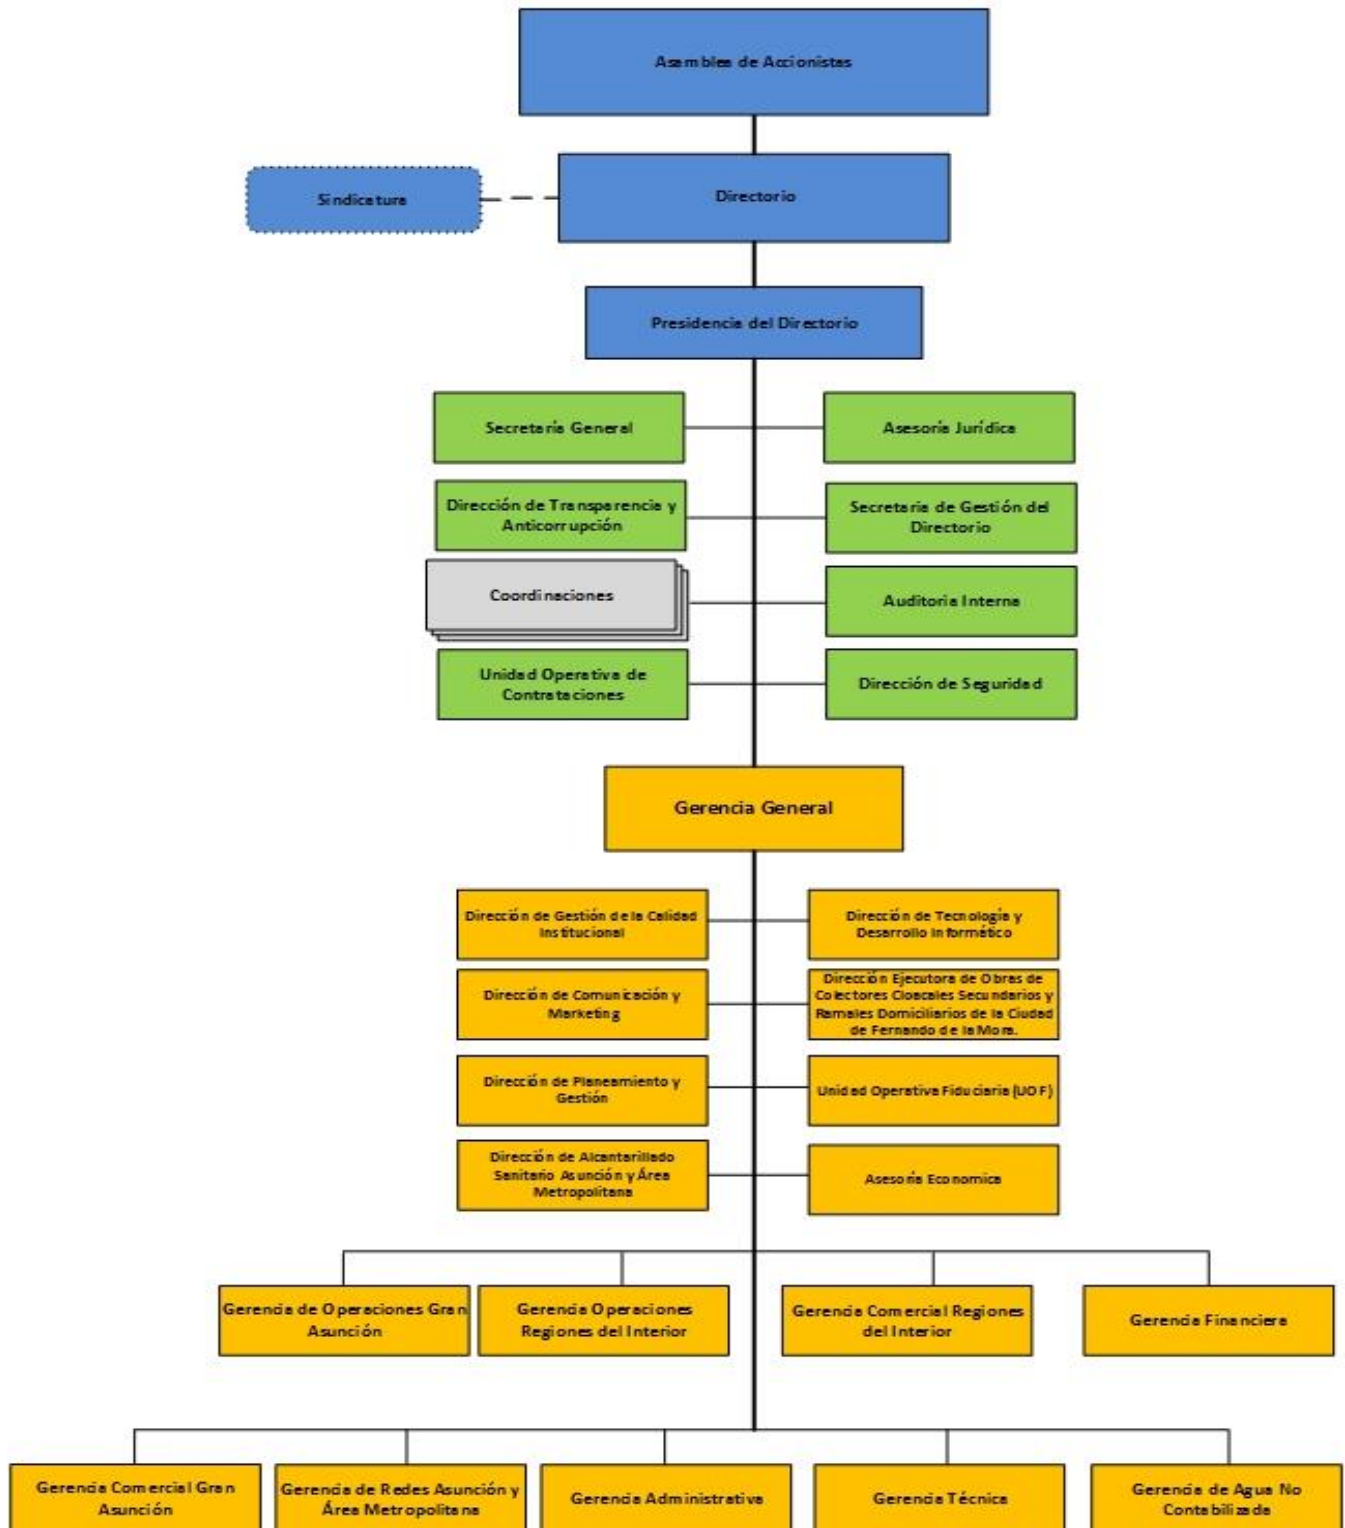 Asamblea de Accionistas
Sindicatura
Directorio
Presidencia del Directorio
Secretaría General
Asesoría Jurídica
Dirección de Transparencia y
Anticorrupción
Secretaria de Gestión del
Directorio
Coordinaciones
Auditoria Interna
Unidad Operativa de
Contrataciones
Dirección de Seguridad
Gerencia General
Dirección de Gestión de la Calidad
Institucional
Dirección de Tecnología y
Desarrollo Informático
Dirección de Comunicación y
Marketing
Dirección Ejecutora de Obras de
Colectores Cloacales Secundarios y
Ramales Domiciliarios de la Ciudad
de Fernando de la Mora.
Dirección de Planeamiento y
Gestión
Unidad Operativa Fiduciaria (UOF)
Dirección de Alcantarillado
Sanitario Asunción y Área
Metropolitana
Asesoría Economica
Gerencia de Operaciones Gran
Asunción
Gerencia Operaciones
Regiones del Interior
Gerencia Comercial Regiones
del Interior
Gerencia Financiera
Gerencia Comercial Gran
Asunción
Gerencia de Redes Asunción y
Área Metropolitana
Gerencia Administrativa
Gerencia Técnica
Gerencia de Agua No
Contabilizada